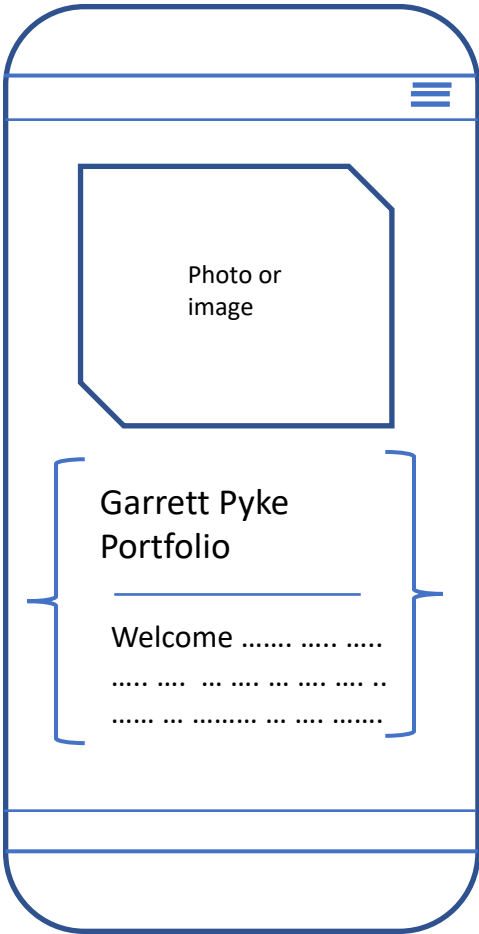 Photo or
image
Garrett Pyke
Portfolio
Welcome ....... ..... .....
..... ....  ... .... ... .... .... ..
...... ... ......... ... .... .......